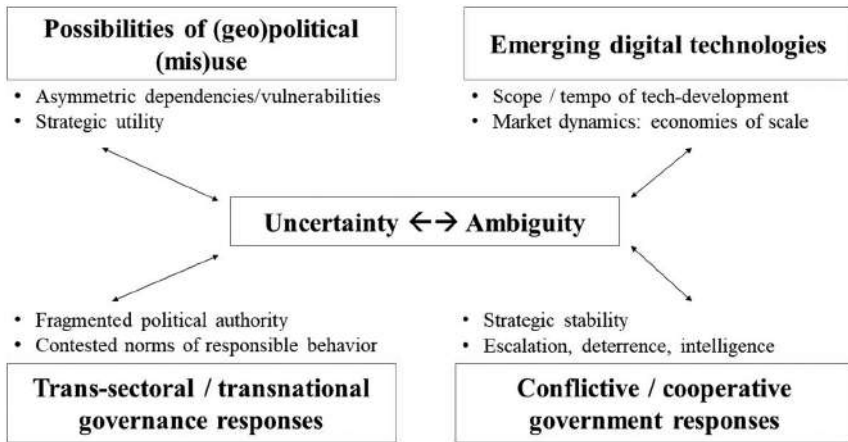 Possibilities of (geo)political
(mis)use
• Asymmetric dependencies/vulnerabilities
• Strategic utility
Emerging digital technologies
• Scope / tempo of tech-development
• Market dynamics: economies of scale
Uncertainty ←→ Ambiguity
• Fragmented political authority
• Contested norms of responsible behavior
Trans-sectoral / transnational
governance responses
• Strategic stability
• Escalation, deterrence, intelligence
Conflictive / cooperative
government responses